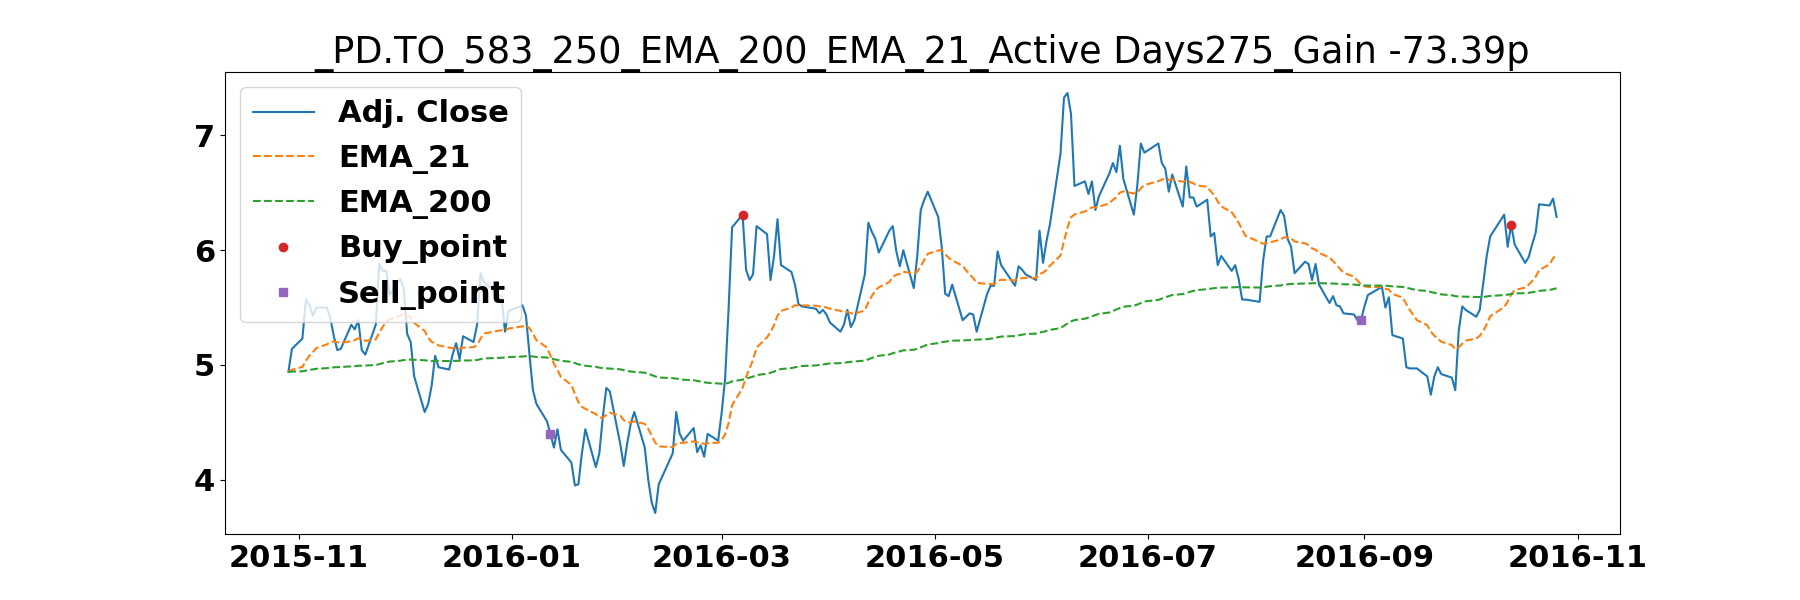 _PD.TO_583_250_EMA_200_EMA_21_Active Days275_Gain -73.39p
Adj. Close
EMA_21
EMA_200
Buy_point
Sell_point
7
6
5
4
2015-11 2016-01 2016-03 2016-05 2016-07 2016-09 2016-11